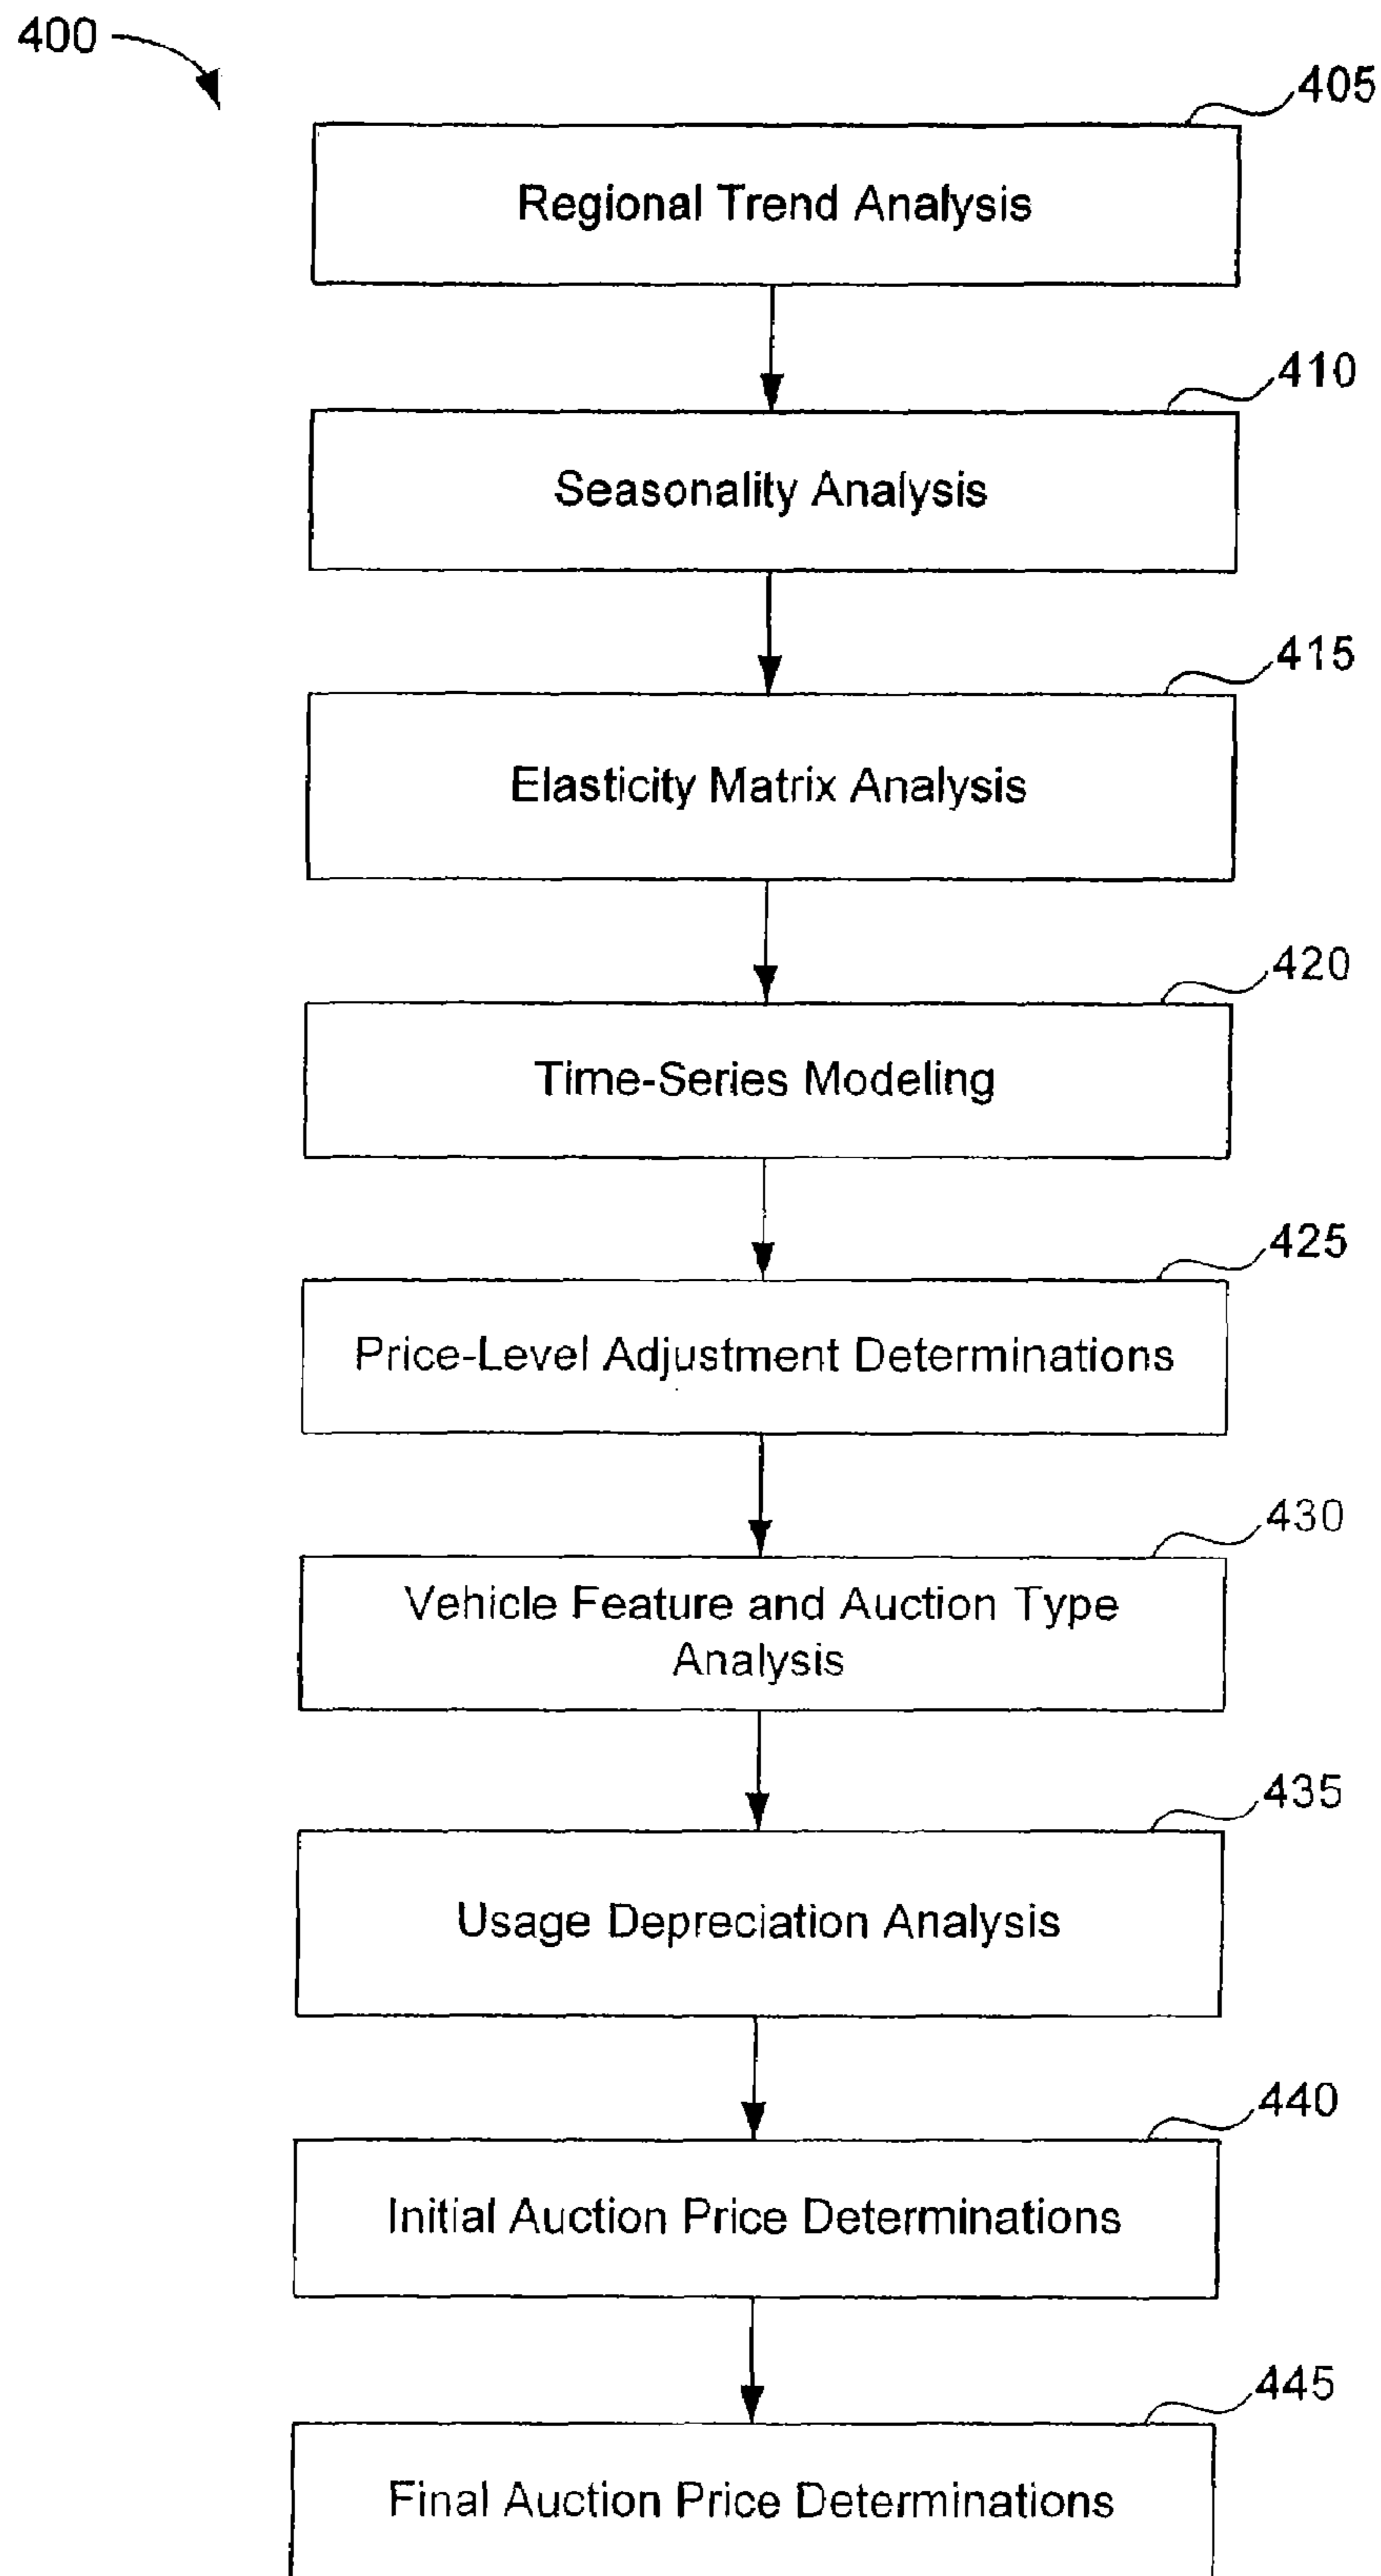 400
405
Regional Trend Analysis
410
Seasonality Analysis
415
Elasticity Matrix Analysis
420
Time-Series Modeling
425
Price-Level Adjustment Determinations
430
Vehicle Feature and Auction Type
Analysis
435
Usage Depreciation Analysis
440
Initial Auction Price Determinations
445
Final Auction Price Determinations